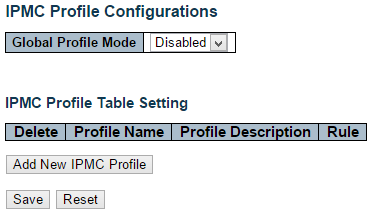 IPMC Profile Configurations
Global Profile Mode Disabled
IPMC Profile Table Setting
Delete Profile Name Profile Description Rule
Add New IPMC Profile
Save Reset